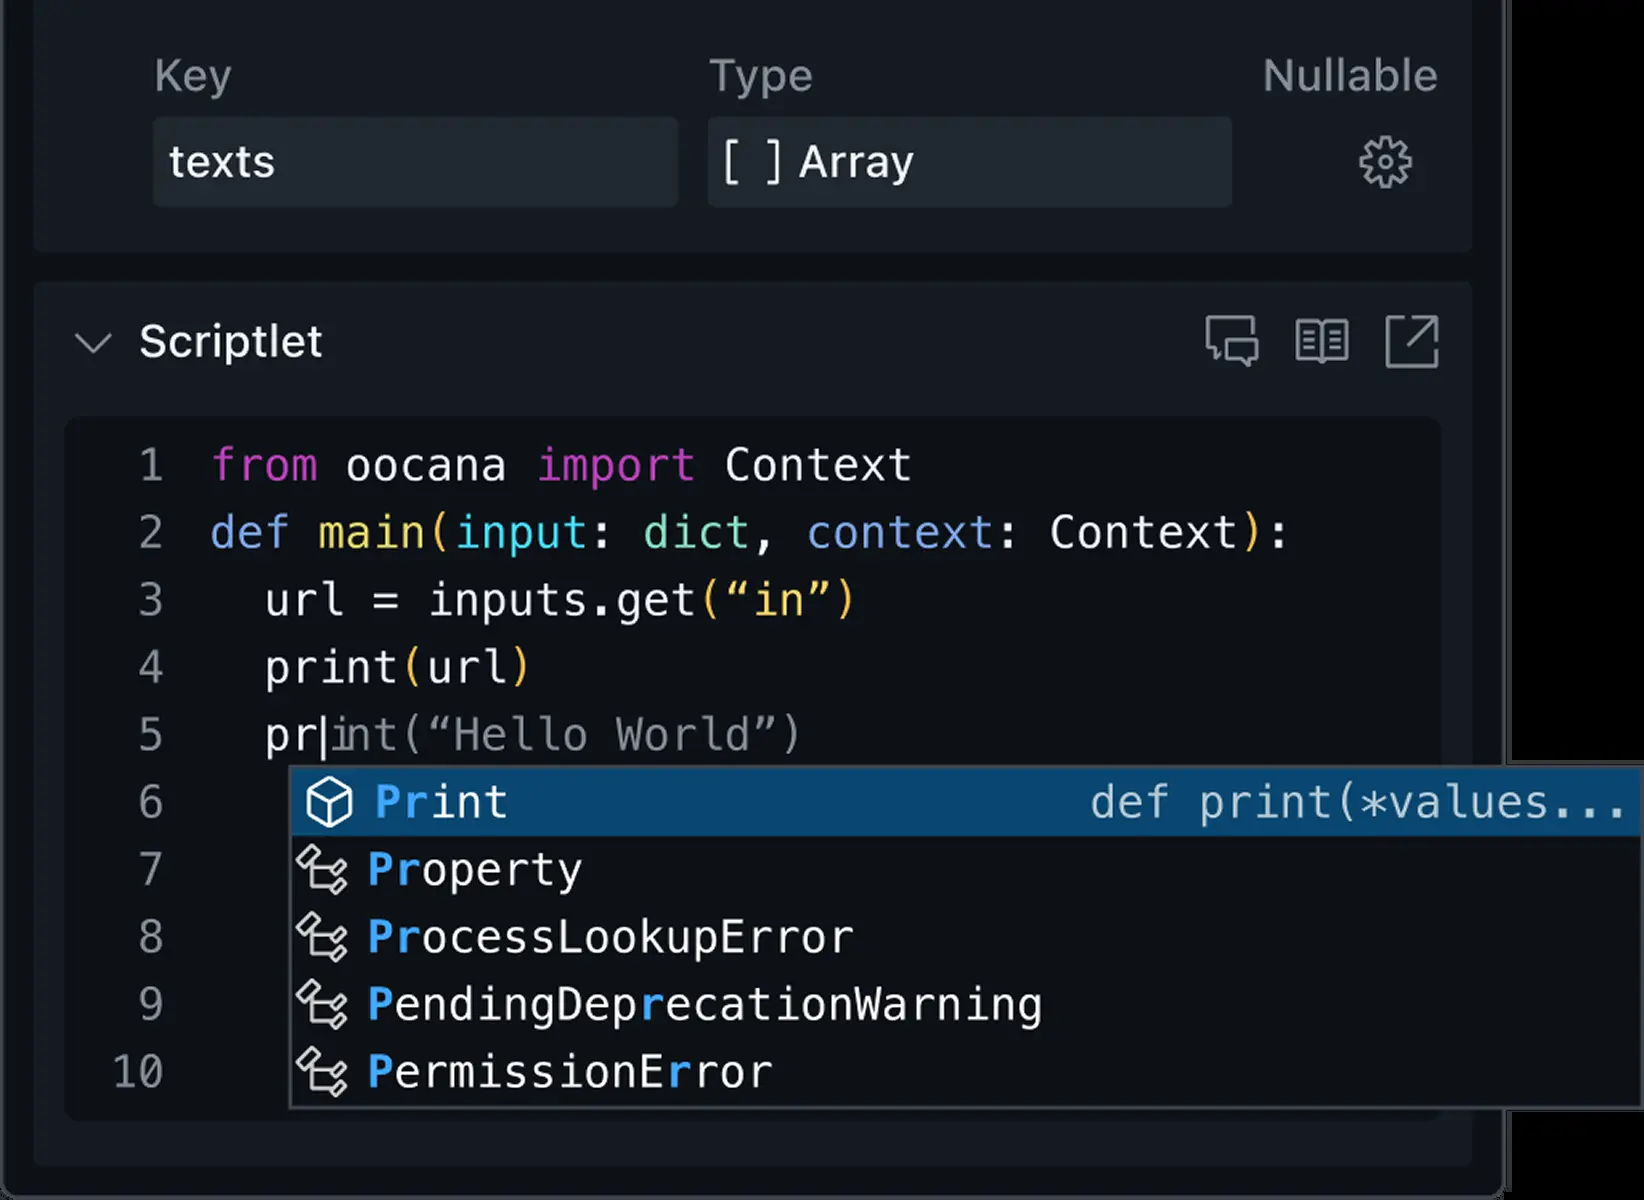 Key Type Nullable
texts [ ] Array
Scriptlet
1 from oocana import Context
2 def main(input: dict, context: Context):
3 url = inputs.get(“in”)
4 print(url)
5 print(“Hello World”)
6 Print def print(*values...
7 Property
8 ProcessLookupError
9 PendingDeprecationWarning
10 PermissionError